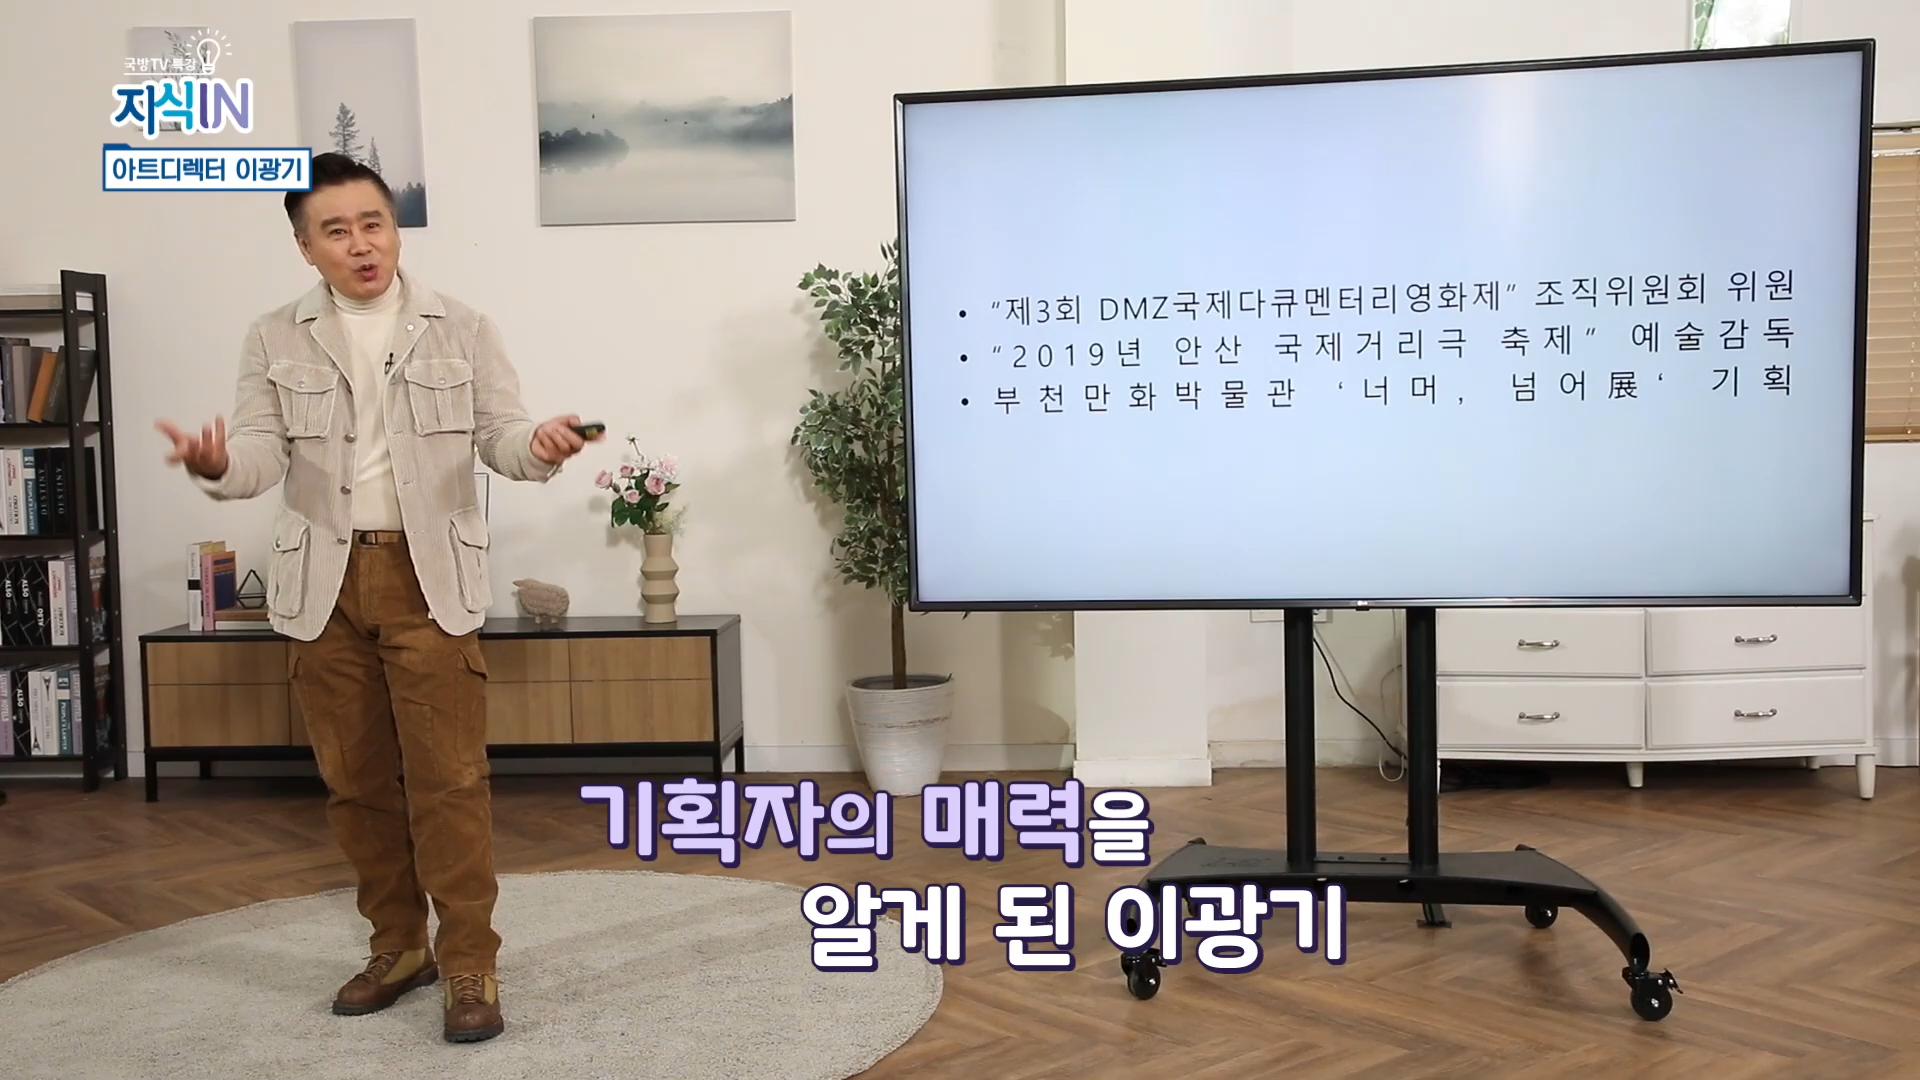 국방TV 특강
지식IN
아트디렉터 이광기
• “제3회 DMZ국제다큐멘터리영화제” 조직위원회 위원
• “2019년 안산 국제거리극 축제” 예술감독
• 부천만화박물관 ‘너머, 넘어展‘ 기획
기획자의 매력을
알게 된 이광기